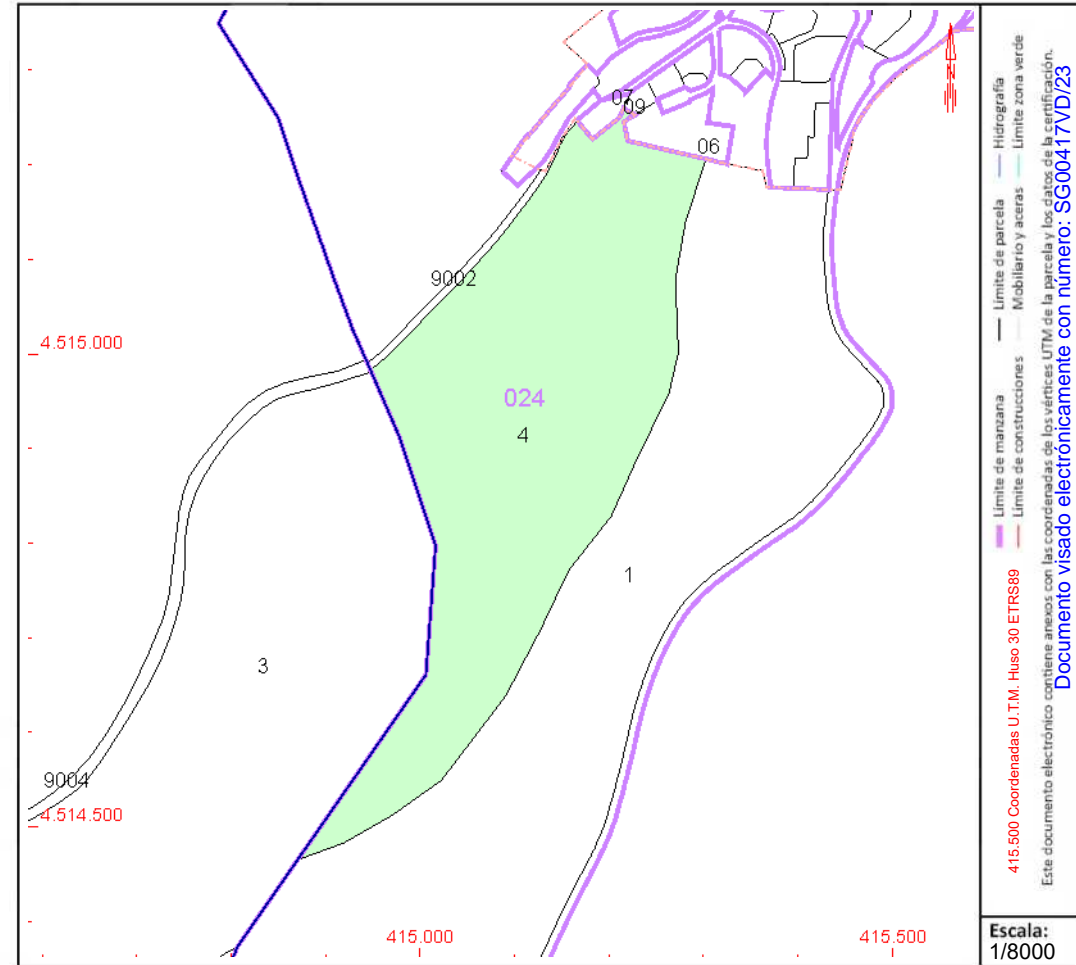 07
09
06
9002
4.515.000
024
4
1
3
9004
4.514.500
415.000
415.500
N
415.500 Coordenadas U.T.M. Huso 30 ETRS89
Límite de manzana
Límite de parcela
Hidrografía
Límite de construcciones
Mobiliario y aceras
Límite zona verde
Este documento electrónico contiene anexos con las coordenadas de los vértices UTM de la parcela y los datos de la certificación.
Documento visado electrónicamente con número: SG00417VD/23
Escala:
1/8000